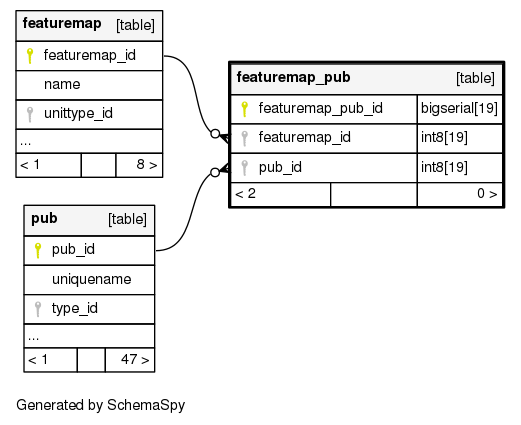 featuremap [table]
featuremap_id
name
unittype_id
...
< 1 8 >
featuremap_pub [table]
featuremap_pub_id bigserial[19]
featuremap_id int8[19]
pub_id int8[19]
< 2 0 >
pub [table]
pub_id
uniquename
type_id
...
< 1 47 >
Generated by SchemaSpy